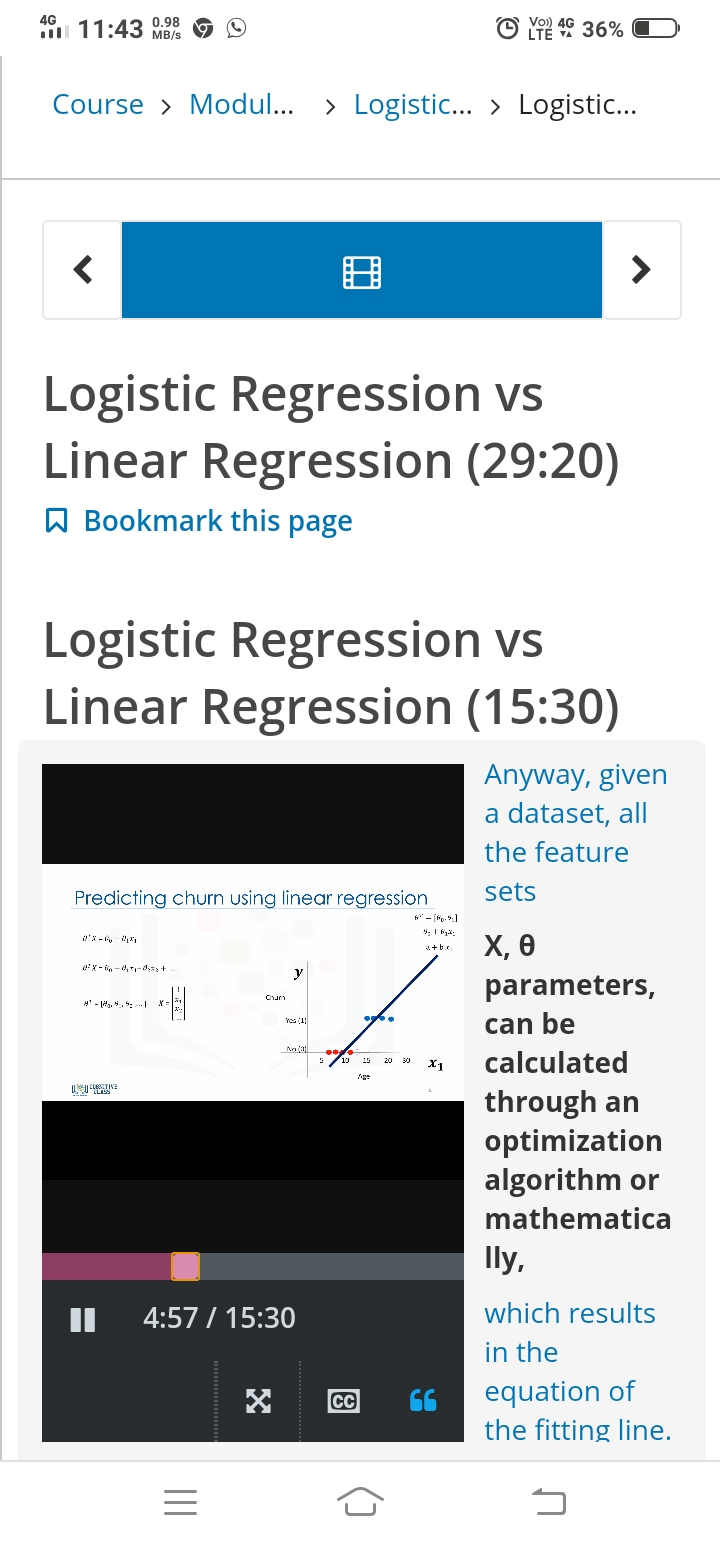 4G 11:43 0.98 MB/s Vo)) LTE 4G 36%
Course > Modul... > Logistic... > Logistic...
Logistic Regression vs
Linear Regression (29:20)
Bookmark this page
Logistic Regression vs
Linear Regression (15:30)
Predicting churn using linear regression
y
Churn
Yes (1)
No (0)
5 10 15 20 30
x₁
Age
4:57 / 15:30
CC
Anyway, given
a dataset, all
the feature
sets
X, θ
parameters,
can be
calculated
through an
optimization
algorithm or
mathematica
lly,
which results
in the
equation of
the fitting line.